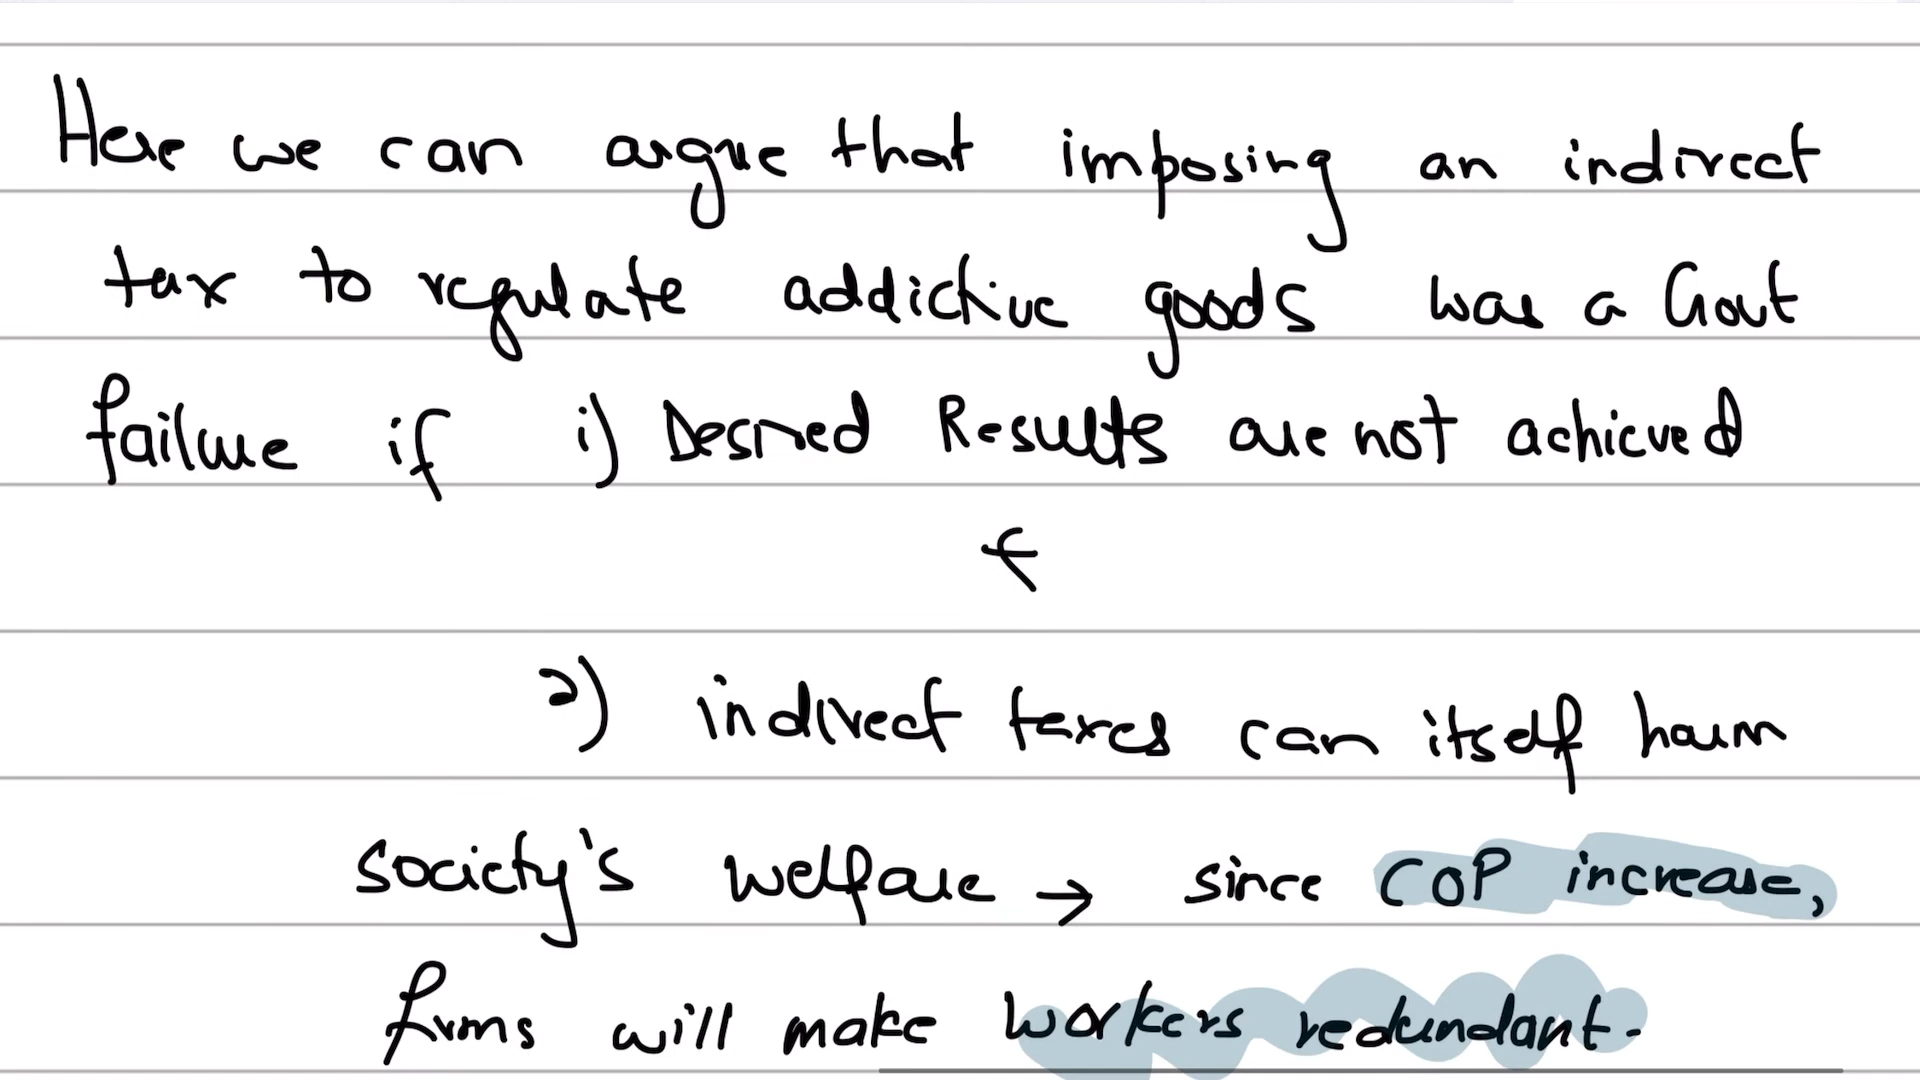 Here we can argue that imposing an indirect
tax to regulate addictive goods was a Govt
failure if i) Desired Results are not achieved
&
2) indirect taxes can itself harm
society's welfare → since COP increase,
firms will make workers redundant.